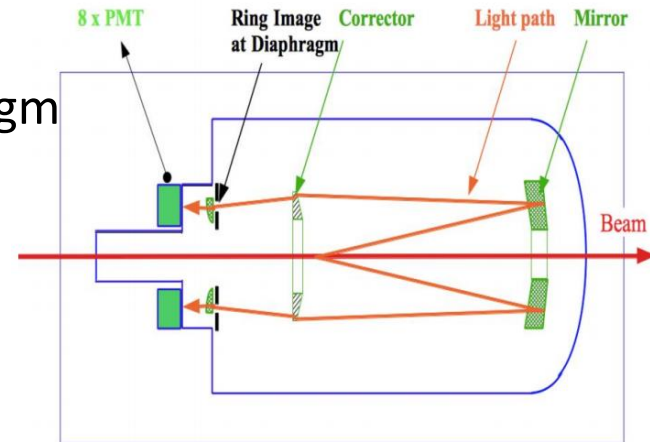 8 x PMT
Ring Image
at Diaphragm
Corrector
Light path
Mirror
gm
Beam